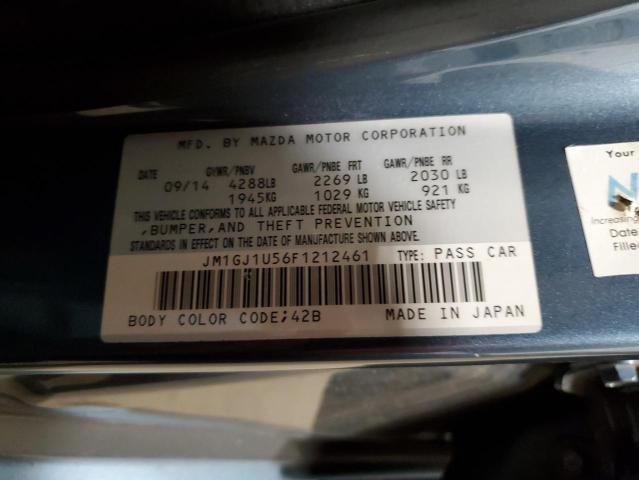 MFD. BY MAZDA MOTOR CORPORATION
DATE GVWR/PNBV GAWR/PNBE FRT GAWR/PNBE RR
09/14 4288LB 2269 LB 2030 LB
1945KG 1029 KG 921 KG
THIS VEHICLE CONFORMS TO ALL APPLICABLE FEDERAL MOTOR VEHICLE SAFETY
,BUMPER,AND THEFT PREVENTION
STANDARDS IN EFFECT ON THE DATE OF MANUFACTURE SHOWN ABOVE.
JM1GJ1U56F1212461 TYPE: PASS CAR
BODY COLOR CODE;42B MADE IN JAPAN
Your
N
Increasing
Date
Filled